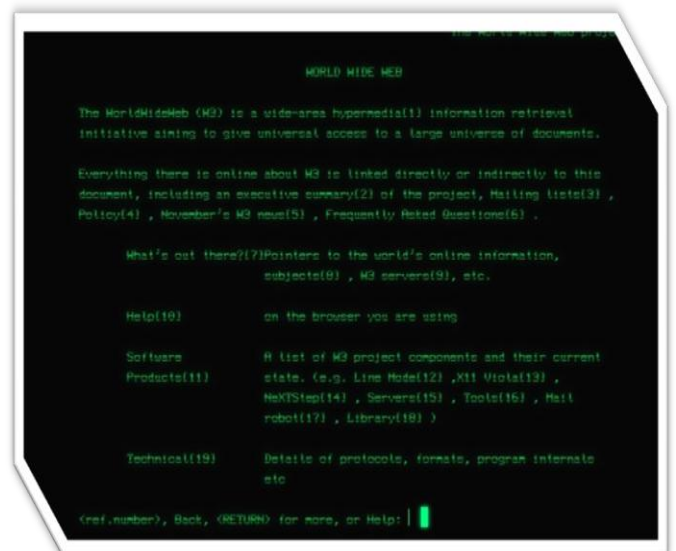 The World Wide Web proje
WORLD WIDE WEB
The WorldWideWeb (W3) is a wide-area hypermedia[1] information retrieval
initiative aiming to give universal access to a large universe of documents.
Everything there is online about W3 is linked directly or indirectly to this
document, including an executive summary[2] of the project, Mailing lists[3] ,
Policy[4] , November's W3 news[5] , Frequently Asked Questions[6] .
What's out there?[7]Pointers to the world's online information,
subjects[8] , W3 servers[9], etc.
Help[10] on the browser you are using
Software A list of W3 project components and their current
Products[11] state. (e.g. Line Mode[12] ,X11 Viola[13] ,
NeXTStep[14] , Servers[15] , Tools[16] , Mail
robot[17] , Library[18] )
Technical[19] Details of protocols, formats, program internals
etc
<ref.number>, Back, <RETURN> for more, or Help: